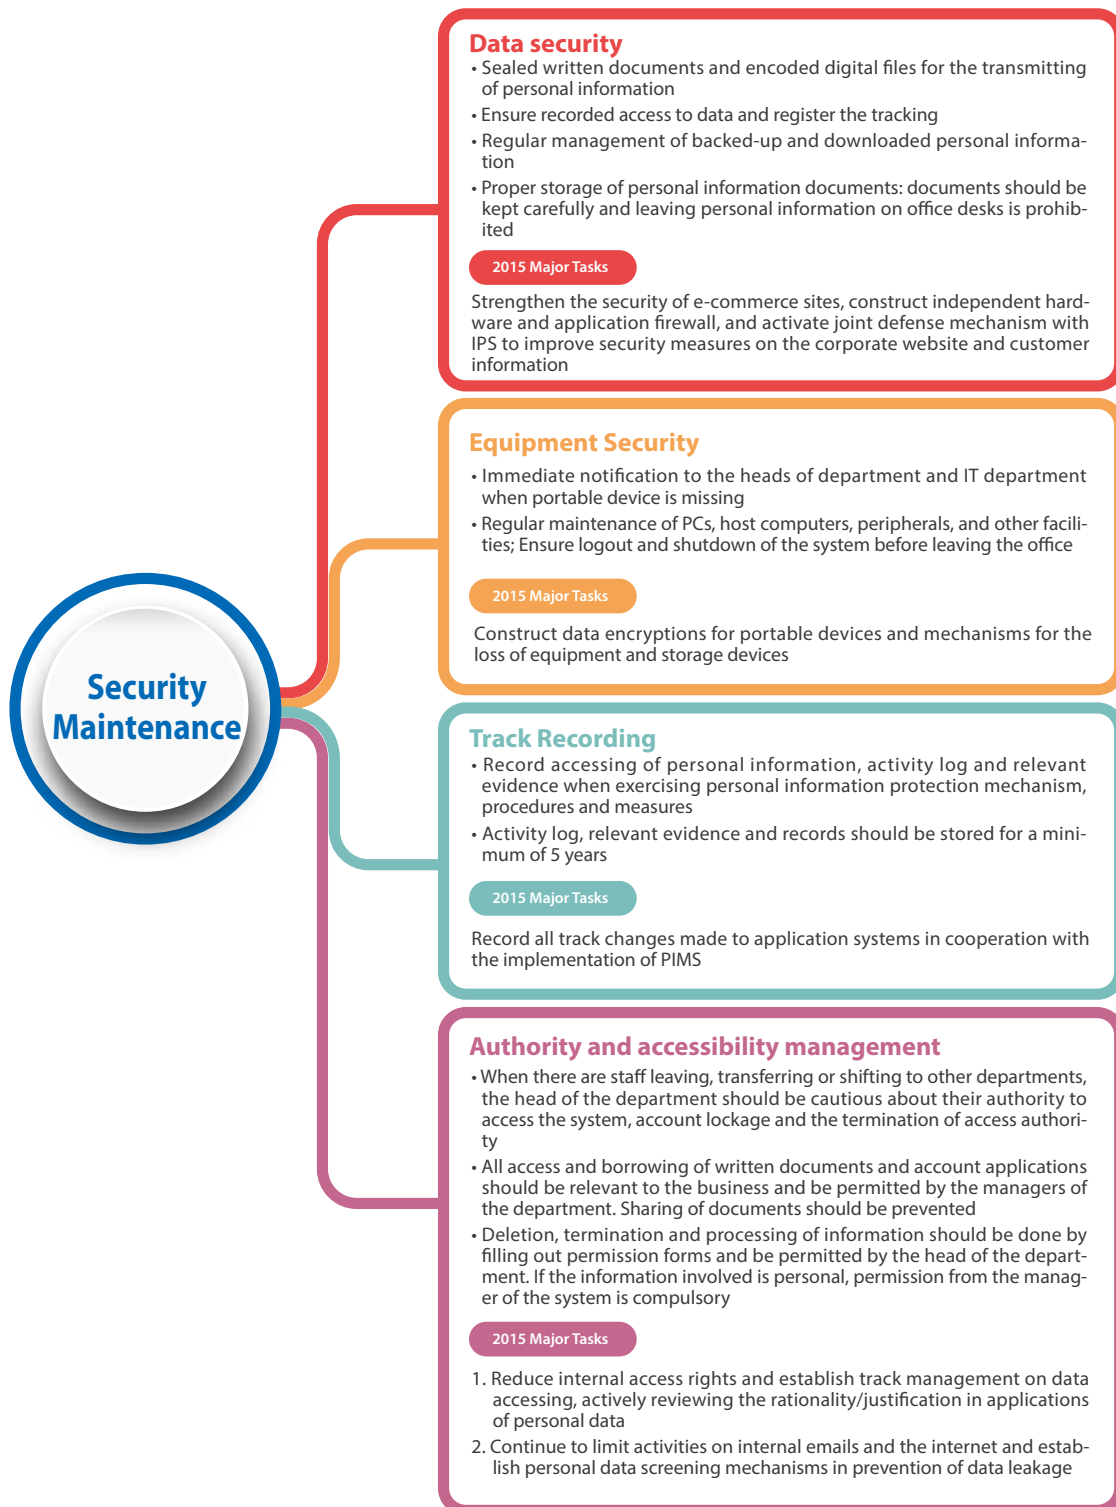 Security
Maintenance
Data security
• Sealed written documents and encoded digital files for the transmitting
of personal information
• Ensure recorded access to data and register the tracking
• Regular management of backed-up and downloaded personal informa-
tion
• Proper storage of personal information documents: documents should be
kept carefully and leaving personal information on office desks is prohib-
ited
2015 Major Tasks
Strengthen the security of e-commerce sites, construct independent hard-
ware and application firewall, and activate joint defense mechanism with
IPS to improve security measures on the corporate website and customer
information
Equipment Security
• Immediate notification to the heads of department and IT department
when portable device is missing
• Regular maintenance of PCs, host computers, peripherals, and other facili-
ties; Ensure logout and shutdown of the system before leaving the office
2015 Major Tasks
Construct data encryptions for portable devices and mechanisms for the
loss of equipment and storage devices
Track Recording
• Record accessing of personal information, activity log and relevant
evidence when exercising personal information protection mechanism,
procedures and measures
• Activity log, relevant evidence and records should be stored for a mini-
mum of 5 years
2015 Major Tasks
Record all track changes made to application systems in cooperation with
the implementation of PIMS
Authority and accessibility management
• When there are staff leaving, transferring or shifting to other departments,
the head of the department should be cautious about their authority to
access the system, account lockage and the termination of access authori-
ty
• All access and borrowing of written documents and account applications
should be relevant to the business and be permitted by the managers of
the department. Sharing of documents should be prevented
• Deletion, termination and processing of information should be done by
filling out permission forms and be permitted by the head of the depart-
ment. If the information involved is personal, permission from the manag-
er of the system is compulsory
2015 Major Tasks
1. Reduce internal access rights and establish track management on data
accessing, actively reviewing the rationality/justification in applications
of personal data
2. Continue to limit activities on internal emails and the internet and estab-
lish personal data screening mechanisms in prevention of data leakage